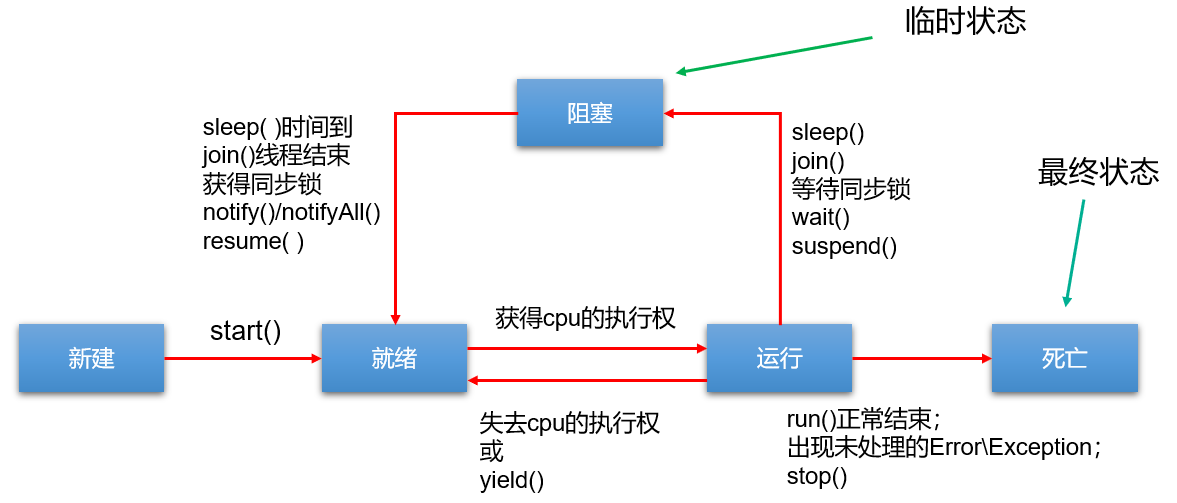 临时状态
阻塞
sleep( )时间到
join()线程结束
获得同步锁
notify()/notifyAll()
resume( )
sleep()
join()
等待同步锁
wait()
suspend()
最终状态
新建
start()
就绪
获得cpu的执行权
运行
死亡
失去cpu的执行权
或
yield()
run()正常结束；
出现未处理的Error\Exception；
stop()